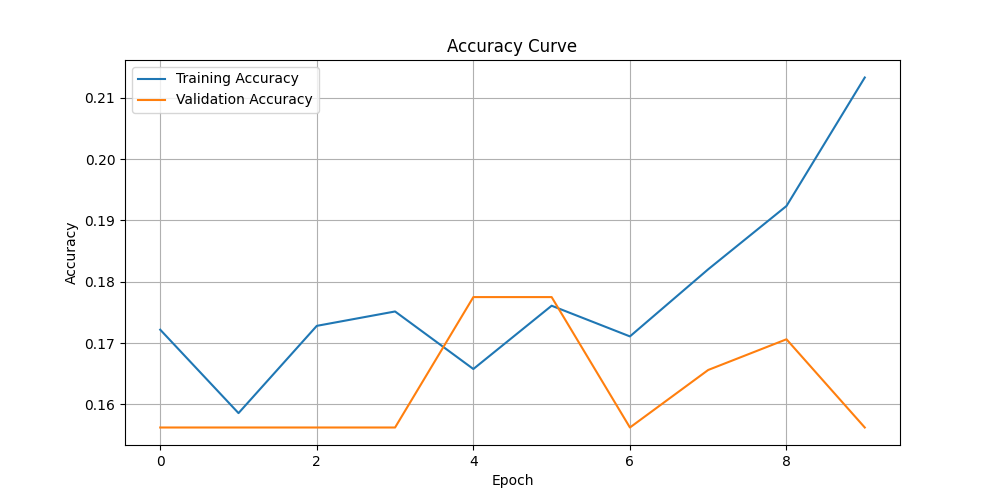 Accuracy Curve
Training Accuracy
Validation Accuracy
0.21
0.20
0.19
0.18
0.17
0.16
Accuracy
0 2 4 6 8
Epoch